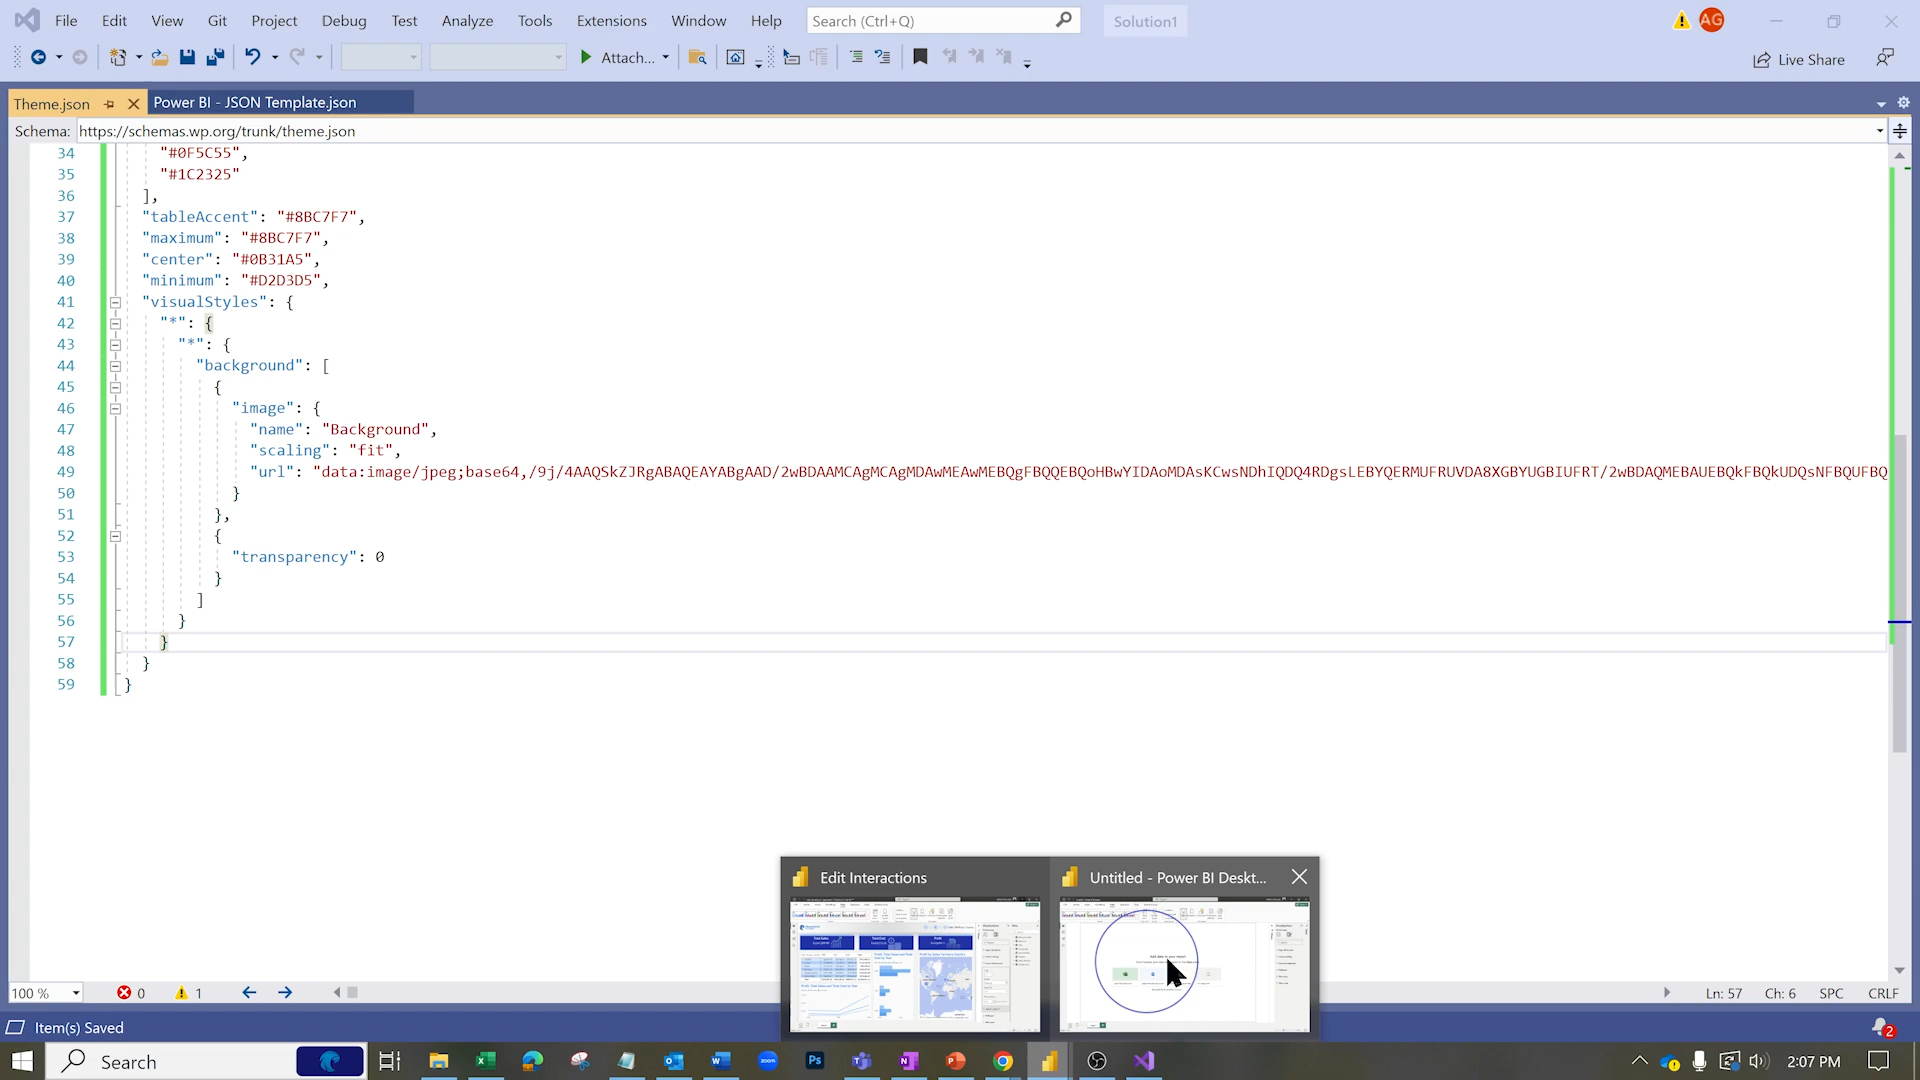 File Edit View Git Project Debug Test Analyze Tools Extensions Window Help Search (Ctrl+Q) Solution1 AG
Attach... Live Share
Theme.json Power BI - JSON Template.json
Schema: https://schemas.wp.org/trunk/theme.json
34 "#0F5C55",
35 "#1C2325"
36 ],
37 "tableAccent": "#8BC7F7",
38 "maximum": "#8BC7F7",
39 "center": "#0B31A5",
40 "minimum": "#D2D3D5",
41 "visualStyles": {
42 "*": {
43 "*": {
44 "background": [
45 {
46 "image": {
47 "name": "Background",
48 "scaling": "fit",
49 "url": "data:image/jpeg;base64,/9j/4AAQSkZJRgABAQEAYABgAAD/2wBDAAMCAgMCAgMDAwMEAwMEBQgFBQQEBQoHBwYIDAoMDAsKCwsNDhIQDQ4RDgsLEBYQERMUFRUVDA8XGBYUGBIUFRT/2wBDAQMEBAUEBQkFBQkUDQsNFBQUFBQ
50 }
51 },
52 {
53 "transparency": 0
54 }
55 ]
56 }
57 }
58 }
59 }
Edit Interactions Untitled - Power BI Deskt...
100 % 0 1 Ln: 57 Ch: 6 SPC CRLF
Item(s) Saved 2
Search zoom Ps 2:07 PM